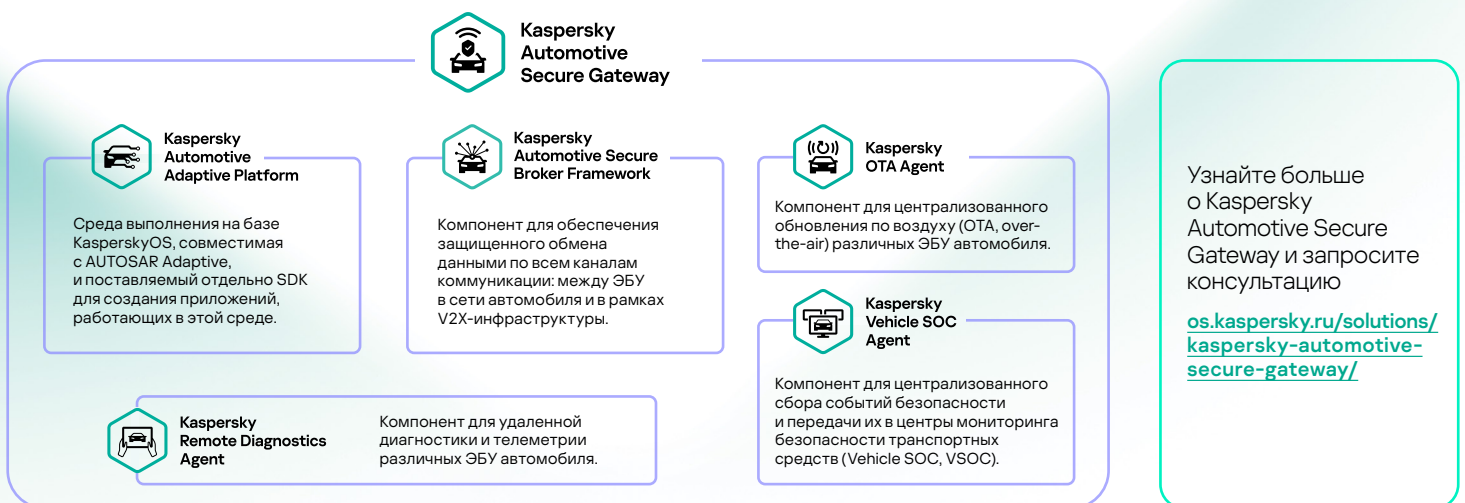 Kaspersky
Automotive
Secure Gateway
Kaspersky
Automotive
Adaptive Platform
Среда выполнения на базе
KasperskyOS, совместимая
с AUTOSAR Adaptive,
и поставляемый отдельно SDK
для создания приложений,
работающих в этой среде.
Kaspersky
Automotive Secure
Broker Framework
Компонент для обеспечения
защищенного обмена
данными по всем каналам
коммуникации: между ЭБУ
в сети автомобиля и в рамках
V2X-инфраструктуры.
Kaspersky
OTA Agent
Компонент для централизованного
обновления по воздуху (OTA, over-
the-air) различных ЭБУ автомобиля.
Kaspersky
Vehicle SOC
Agent
Компонент для централизованного
сбора событий безопасности
и передачи их в центры мониторинга
безопасности транспортных
средств (Vehicle SOC, VSOC).
Kaspersky
Remote Diagnostics
Agent
Компонент для удаленной
диагностики и телеметрии
различных ЭБУ автомобиля.
Узнайте больше
о Kaspersky
Automotive Secure
Gateway и запросите
консультацию
os.kaspersky.ru/solutions/
kaspersky-automotive-
secure-gateway/